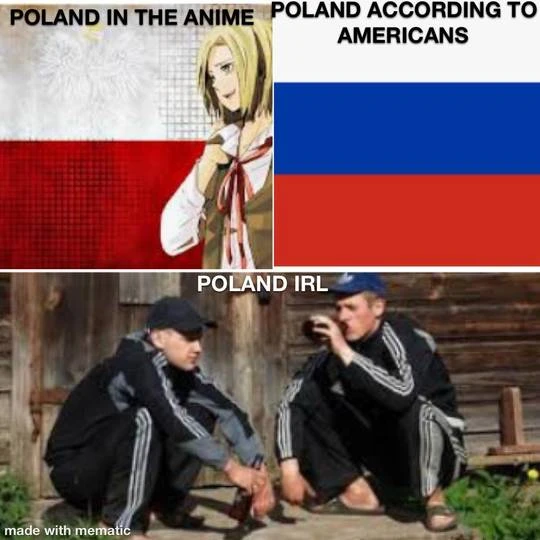 POLAND IN THE ANIME
POLAND ACCORDING TO
AMERICANS
POLAND IRL
made with mematic